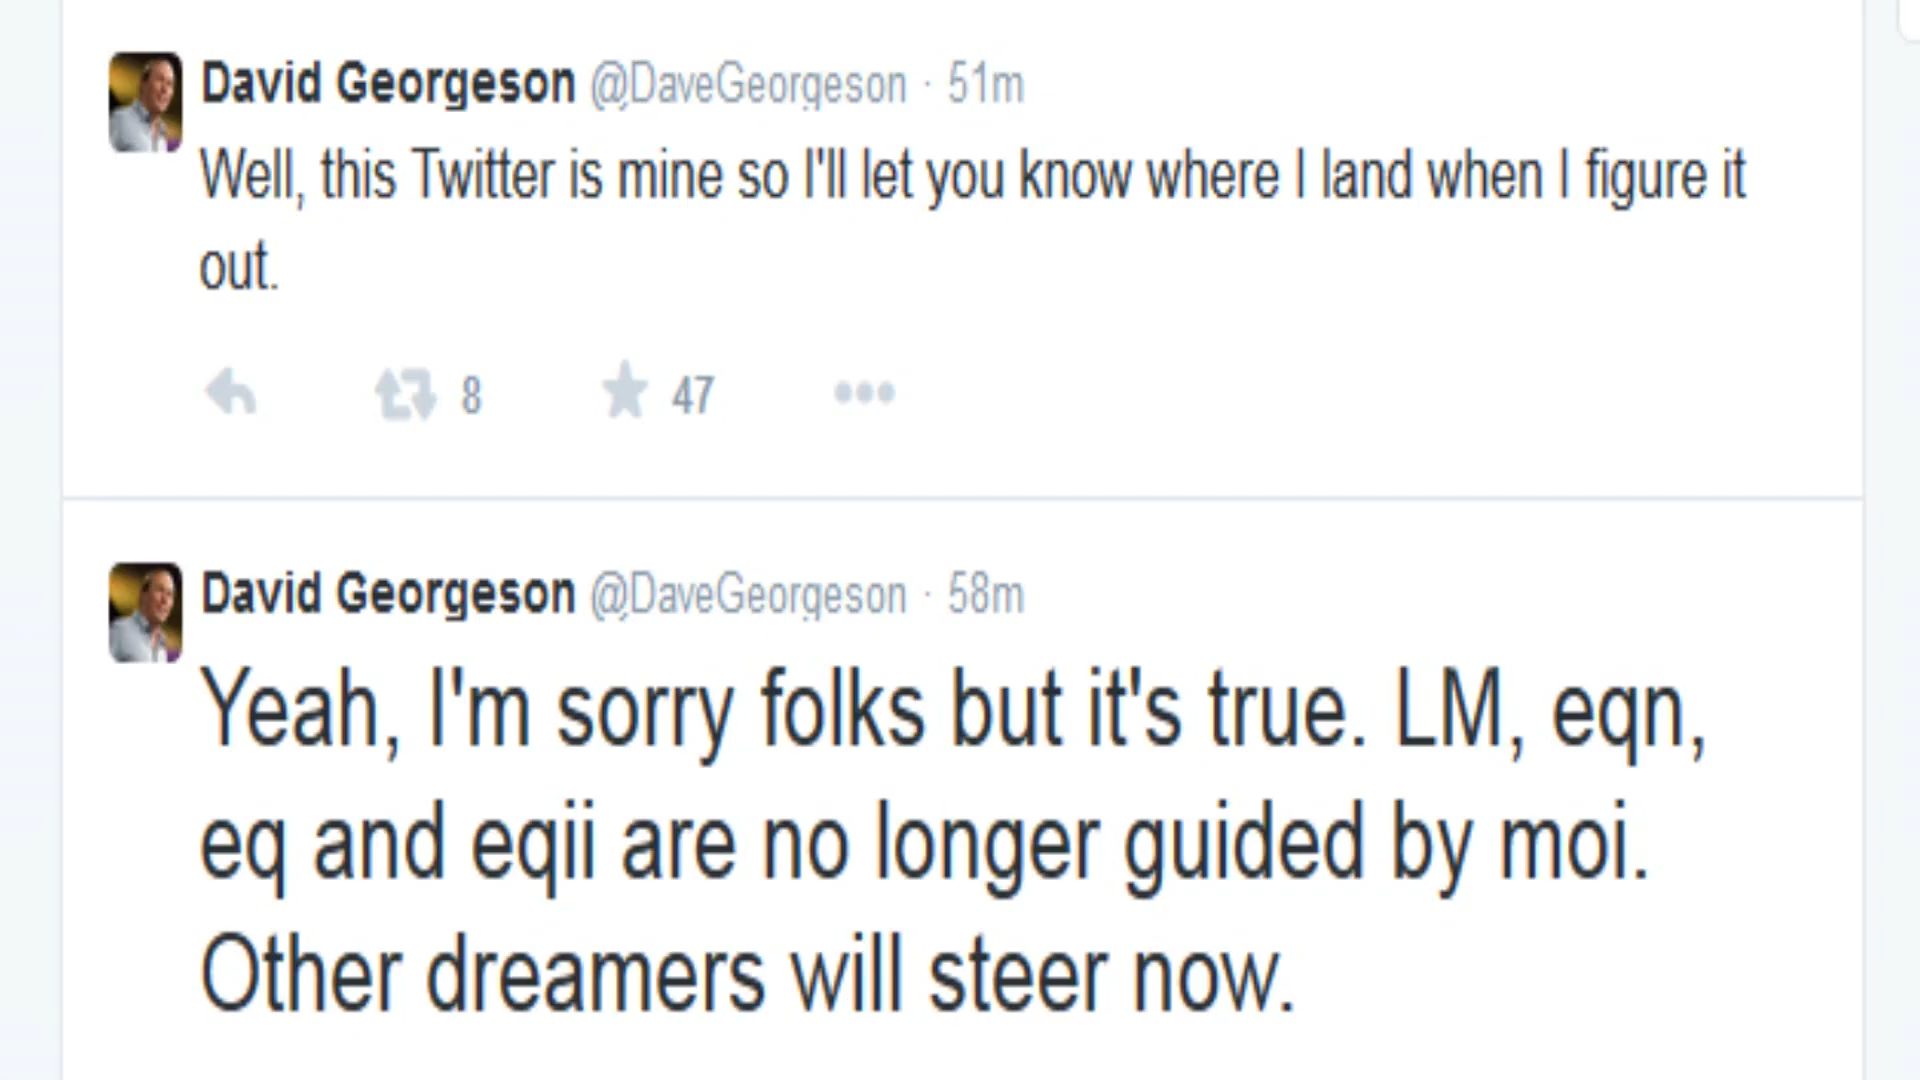 David Georgeson @DaveGeorgeson · 51m
Well, this Twitter is mine so I'll let you know where I land when I figure it
out.
8 47
David Georgeson @DaveGeorgeson · 58m
Yeah, I'm sorry folks but it's true. LM, eqn,
eq and eqii are no longer guided by moi.
Other dreamers will steer now.